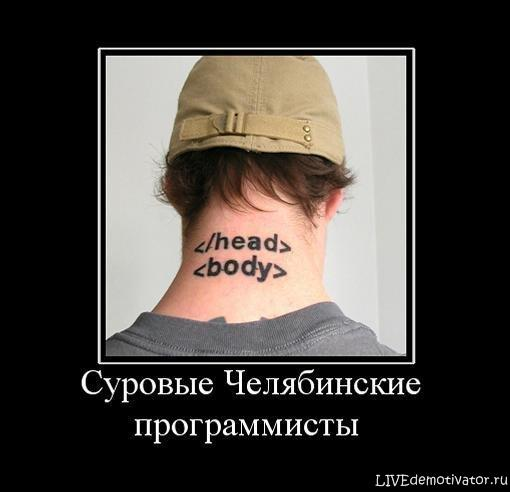 </head>
<body>
Суровые Челябинские
программисты
LIVEdemotivator.ru